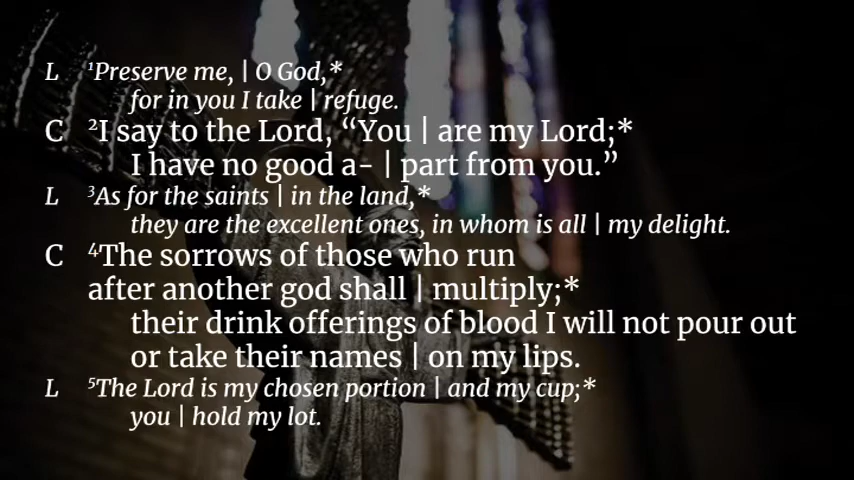 L ¹Preserve me, | O God,*
for in you I take | refuge.
C ²I say to the Lord, “You | are my Lord;*
I have no good a- | part from you.”
L ³As for the saints | in the land,*
they are the excellent ones, in whom is all | my delight.
C ⁴The sorrows of those who run
after another god shall | multiply;*
their drink offerings of blood I will not pour out
or take their names | on my lips.
L ⁵The Lord is my chosen portion | and my cup;*
you | hold my lot.